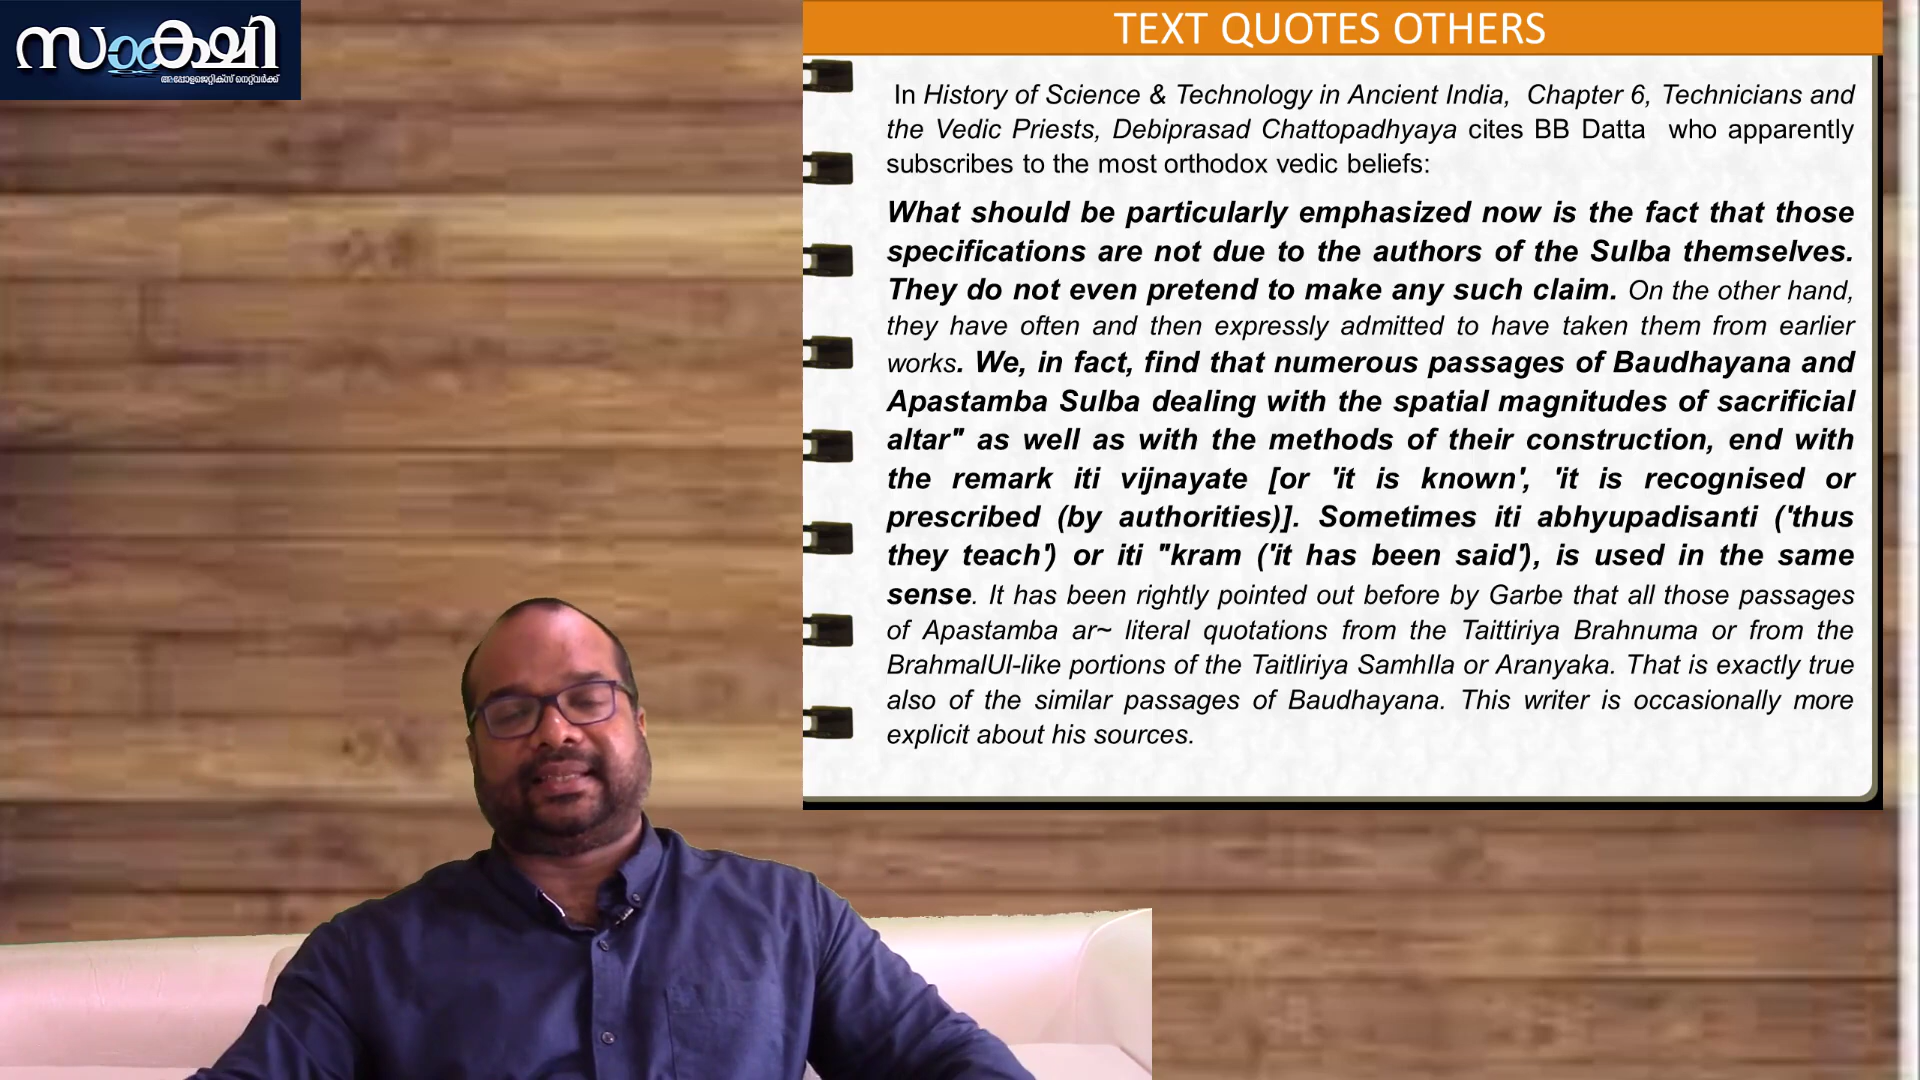 സാക്ഷി
അപ്പോളജെറ്റിക്സ് നെറ്റ്‌വർക്ക്
TEXT QUOTES OTHERS
In History of Science & Technology in Ancient India, Chapter 6, Technicians and
the Vedic Priests, Debiprasad Chattopadhyaya cites BB Datta who apparently
subscribes to the most orthodox vedic beliefs:
What should be particularly emphasized now is the fact that those
specifications are not due to the authors of the Sulba themselves.
They do not even pretend to make any such claim. On the other hand,
they have often and then expressly admitted to have taken them from earlier
works. We, in fact, find that numerous passages of Baudhayana and
Apastamba Sulba dealing with the spatial magnitudes of sacrificial
altar" as well as with the methods of their construction, end with
the remark iti vijnayate [or 'it is known', 'it is recognised or
prescribed (by authorities)]. Sometimes iti abhyupadisanti ('thus
they teach') or iti "kram ('it has been said'), is used in the same
sense. It has been rightly pointed out before by Garbe that all those passages
of Apastamba ar~ literal quotations from the Taittiriya Brahnuma or from the
BrahmalUl-like portions of the Taitliriya SamhIla or Aranyaka. That is exactly true
also of the similar passages of Baudhayana. This writer is occasionally more
explicit about his sources.